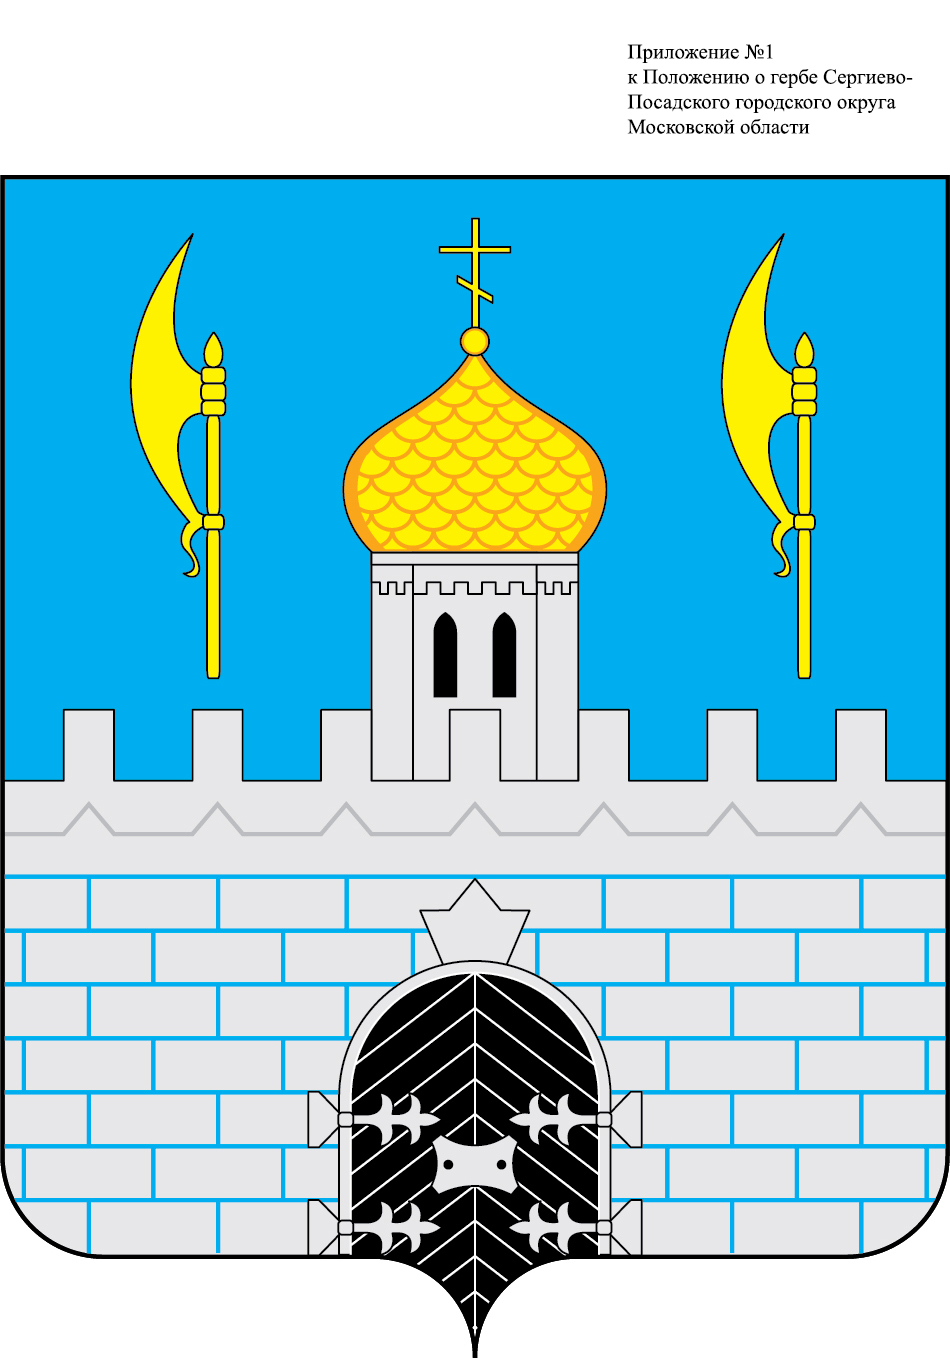 Приложение №1
к Положению о гербе Сергиево-
Посадского городского округа
Московской области